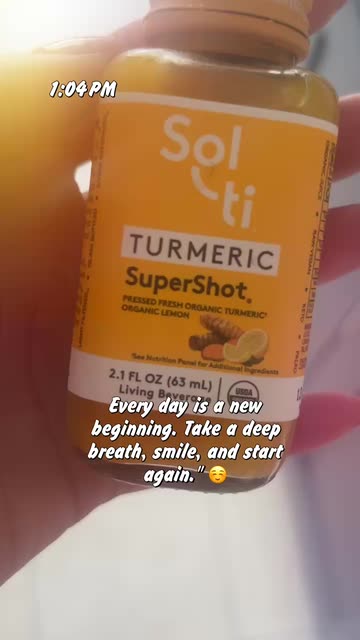 1:04 PM
Sol
ti
TURMERIC
SuperShot.
PRESSED FRESH ORGANIC TURMERIC*
ORGANIC LEMON
*See Nutrition Panel for Additional Ingredients
2.1 FL OZ (63 mL)
Living Beverage
USDA
Every day is a new
beginning. Take a deep
breath, smile, and start
again." ☺️